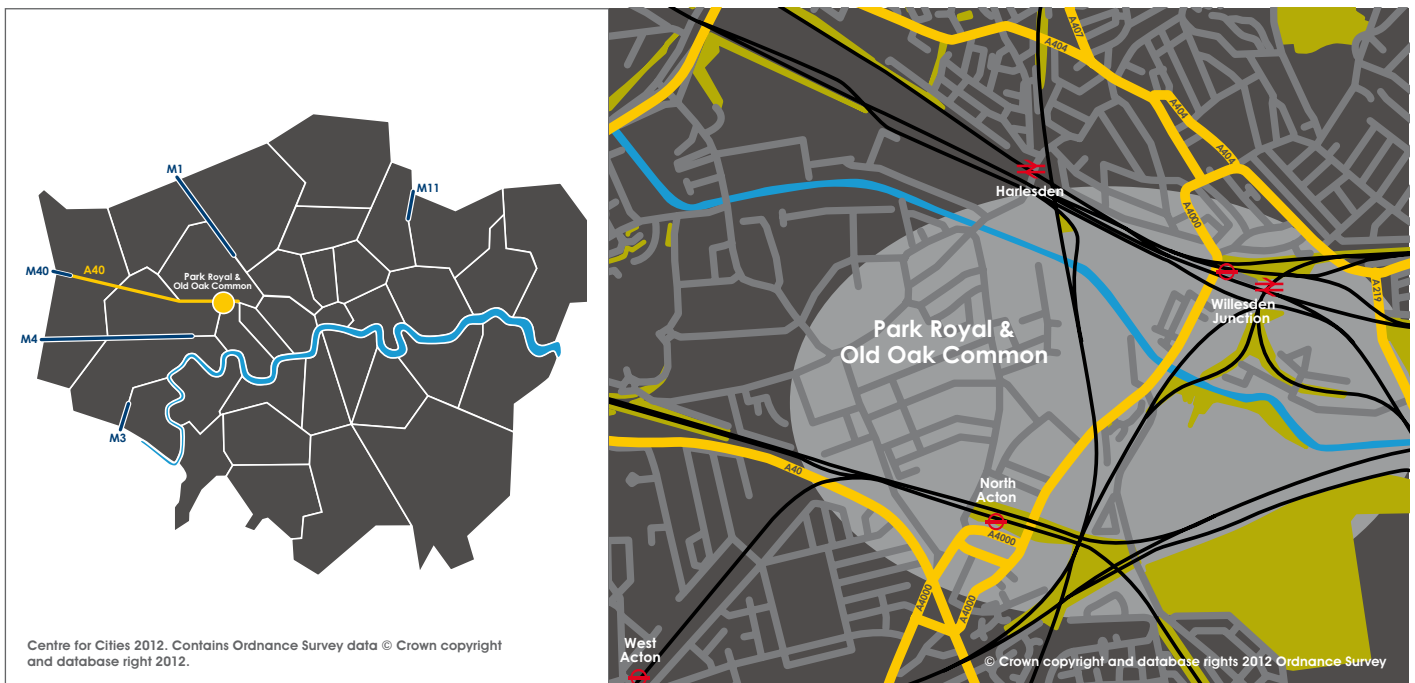 M1
M11
M40
A40
Park Royal &
Old Oak Common
M4
M3
Centre for Cities 2012. Contains Ordnance Survey data © Crown copyright
and database right 2012.
A407
A404
A404
A404
Harlesden
A4000
A219
Willesden
Junction
Park Royal &
Old Oak Common
A40
North
Acton
A4000
A4000
A4000
West
Acton
© Crown copyright and database rights 2012 Ordnance Survey